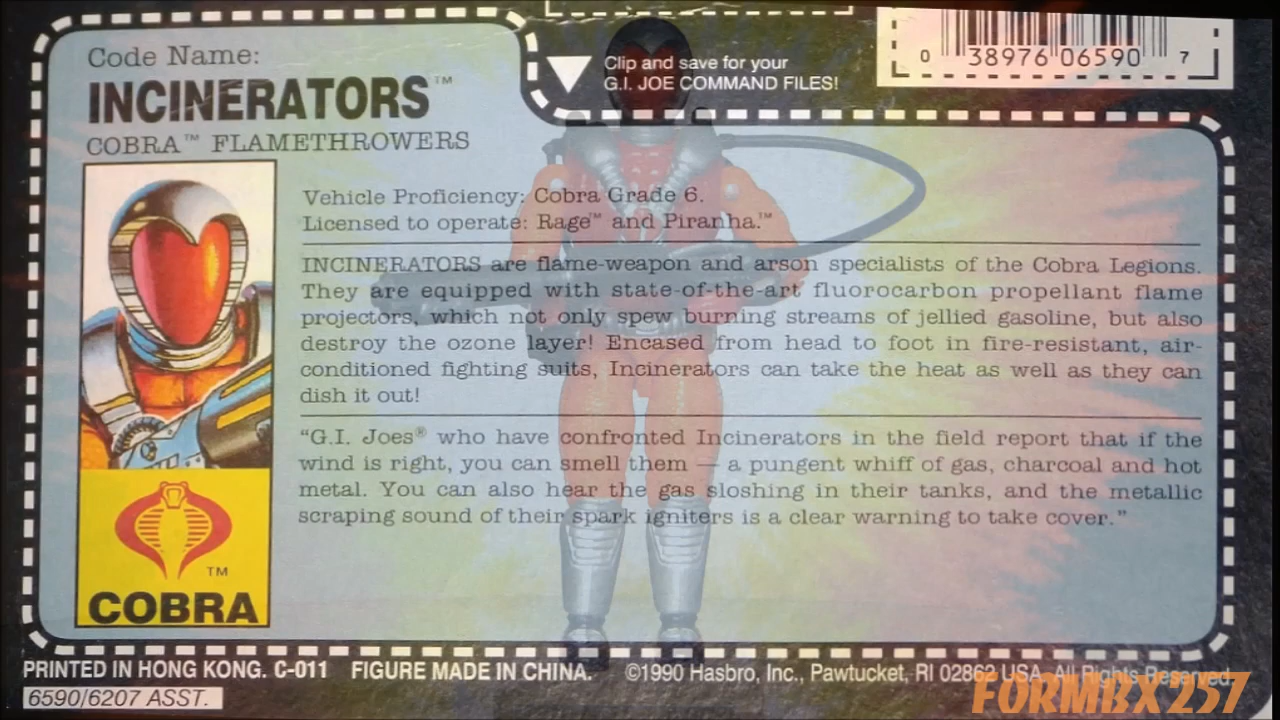 Code Name:
INCINERATORS™
COBRA™ FLAMETHROWERS
Clip and save for your
G.I. JOE COMMAND FILES!
0 38976 06590 7
Vehicle Proficiency: Cobra Grade 6.
Licensed to operate: Rage™ and Piranha.™
INCINERATORS are flame-weapon and arson specialists of the Cobra Legions.
They are equipped with state-of-the-art fluorocarbon propellant flame
projectors, which not only spew burning streams of jellied gasoline, but also
destroy the ozone layer! Encased from head to foot in fire-resistant, air-
conditioned fighting suits, Incinerators can take the heat as well as they can
dish it out!
“G.I. Joes® who have confronted Incinerators in the field report that if the
wind is right, you can smell them — a pungent whiff of gas, charcoal and hot
metal. You can also hear the gas sloshing in their tanks, and the metallic
scraping sound of their spark igniters is a clear warning to take cover.”
TM
COBRA
PRINTED IN HONG KONG. C-011 FIGURE MADE IN CHINA. ©1990 Hasbro, Inc., Pawtucket, RI 02862 USA. All Rights Reserved.
6590/6207 ASST.
FORMBX257